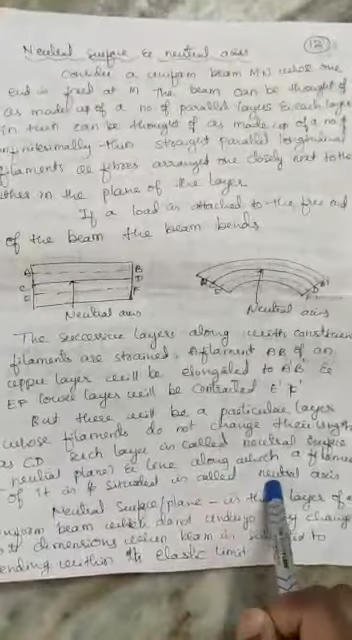 Neutral surface & neutral axis
12
Consider a uniform beam MN whose one
end is fixed at M The beam can be thought of
as made up of a no of parallel layers & each layer
in turn can be thought of as made up of a no of
infinitesimally thin straight parallel longitudinal
filaments or fibres arranged one closely next to the
other in the plane of the layer
If a load is attached to the free end
of the beam the beam bends
A B
C D
E F
Neutral axis
Neutral axis
The successive layers along with constituent
filaments are strained. A filament AB of an
upper layer will be elongated to A'B' &
EF lower layer will be contracted E'F'
But there will be a particular layer
whose filaments do not change their length
as CD Such layer is called neutral surface
neutral plane & line along which a filament
of it is situated is called neutral axis
Neutral surface/plane - is the layer of a
uniform beam which do not undergo change
dimensions when beam is to
bending within its elastic limit